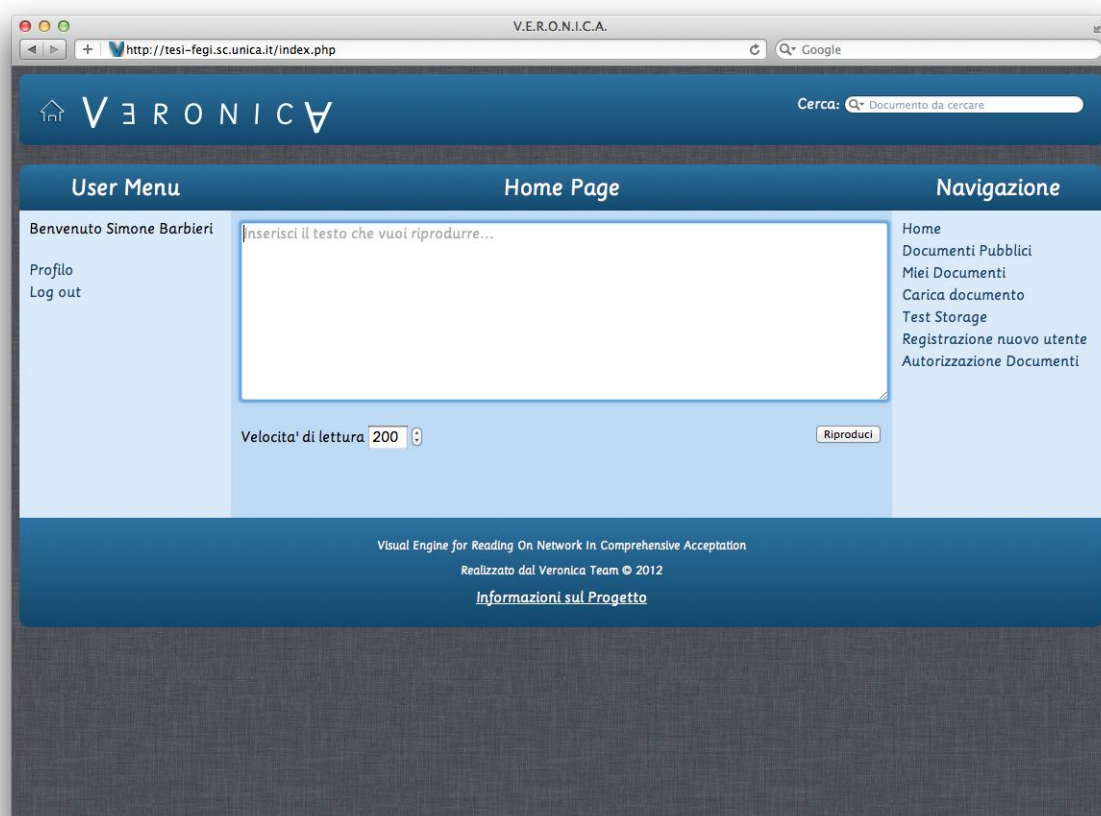 V.E.R.O.N.I.C.A.
http://tesi-fegi.sc.unica.it/index.php
Google
VƎRONIC∀
Cerca: Documento da cercare
User Menu
Home Page
Navigazione
Benvenuto Simone Barbieri
Profilo
Log out
Inserisci il testo che vuoi riprodurre...
Velocita' di lettura 200
Riproduci
Home
Documenti Pubblici
Miei Documenti
Carica documento
Test Storage
Registrazione nuovo utente
Autorizzazione Documenti
Visual Engine for Reading On Network In Comprehensive Acceptation
Realizzato dal Veronica Team © 2012
Informazioni sul Progetto